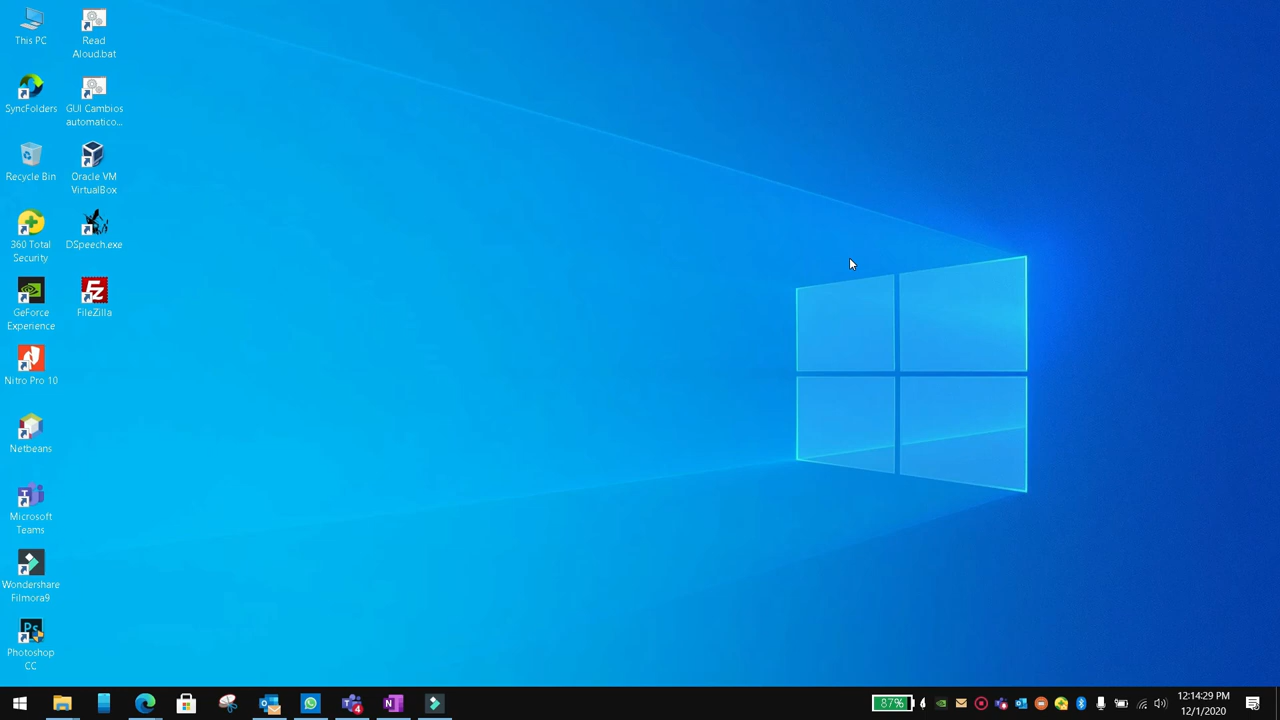 This PC
Read
Aloud.bat
SyncFolders
GUI Cambios
automatico...
Recycle Bin
Oracle VM
VirtualBox
360 Total
Security
DSpeech.exe
GeForce
Experience
FileZilla
Nitro Pro 10
Netbeans
Microsoft
Teams
Wondershare
Filmora9
Photoshop
CC
87%
12:14:29 PM
12/1/2020